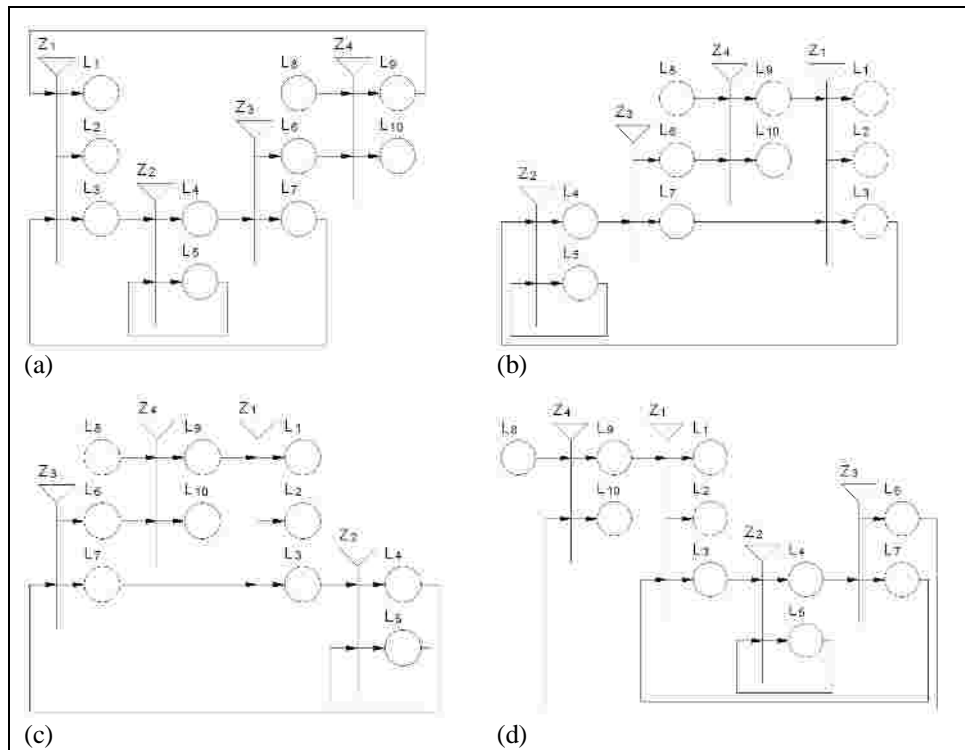 Z1 L1 L8 Z4 L9
L2 Z3 L6 L10
L3 Z2 L4 L7
L5
(a)
Z4 Z1
L8 L9 L1
Z3 L6 L10 L2
Z2 L4 L7 L3
L5
(b)
L8 Z4 L9 Z1 L1
Z3 L6 L10 L2
L7 L3 Z2 L4
L5
(c)
L8 Z4 L9 Z1 L1
L10 L2 Z3 L6
L3 Z2 L4 L7
L5
(d)